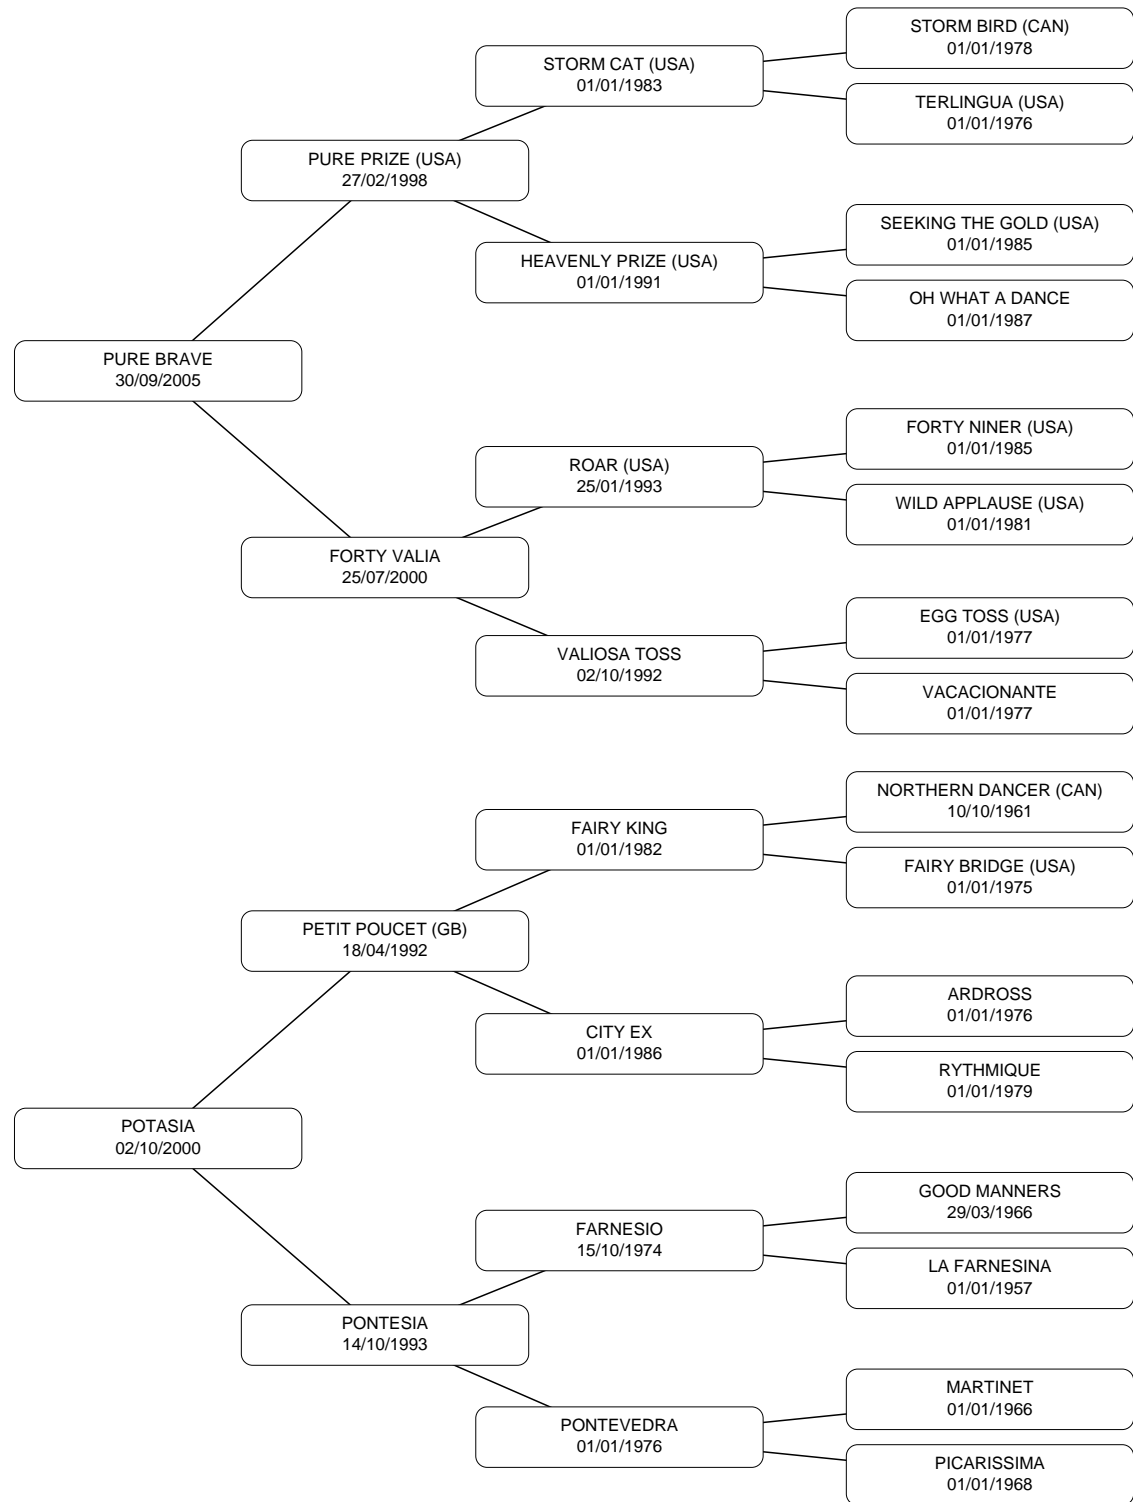 STORM BIRD (CAN)
01/01/1978
STORM CAT (USA)
01/01/1983
TERLINGUA (USA)
01/01/1976
PURE PRIZE (USA)
27/02/1998
SEEKING THE GOLD (USA)
01/01/1985
HEAVENLY PRIZE (USA)
01/01/1991
OH WHAT A DANCE
01/01/1987
PURE BRAVE
30/09/2005
FORTY NINER (USA)
01/01/1985
ROAR (USA)
25/01/1993
WILD APPLAUSE (USA)
01/01/1981
FORTY VALIA
25/07/2000
EGG TOSS (USA)
01/01/1977
VALIOSA TOSS
02/10/1992
VACACIONANTE
01/01/1977
NORTHERN DANCER (CAN)
10/10/1961
FAIRY KING
01/01/1982
FAIRY BRIDGE (USA)
01/01/1975
PETIT POUCET (GB)
18/04/1992
ARDROSS
01/01/1976
CITY EX
01/01/1986
RYTHMIQUE
01/01/1979
POTASIA
02/10/2000
GOOD MANNERS
29/03/1966
FARNESIO
15/10/1974
LA FARNESINA
01/01/1957
PONTESIA
14/10/1993
MARTINET
01/01/1966
PONTEVEDRA
01/01/1976
PICARISSIMA
01/01/1968